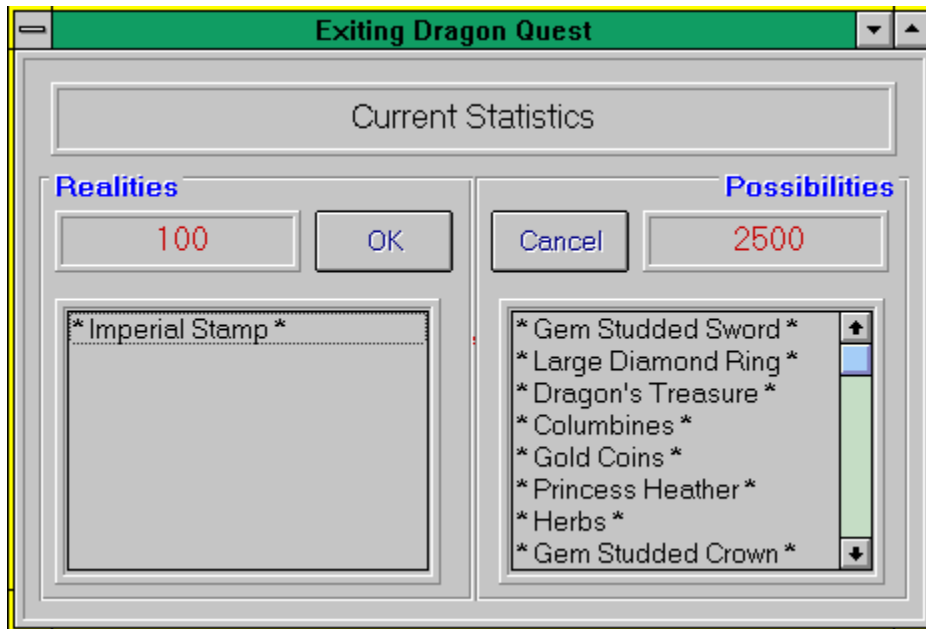 Exiting Dragon Quest
Current Statistics
Realities
Possibilities
100
OK
Cancel
2500
* Imperial Stamp *
* Gem Studded Sword *
* Large Diamond Ring *
* Dragon's Treasure *
* Columbines *
* Gold Coins *
* Princess Heather *
* Herbs *
* Gem Studded Crown *